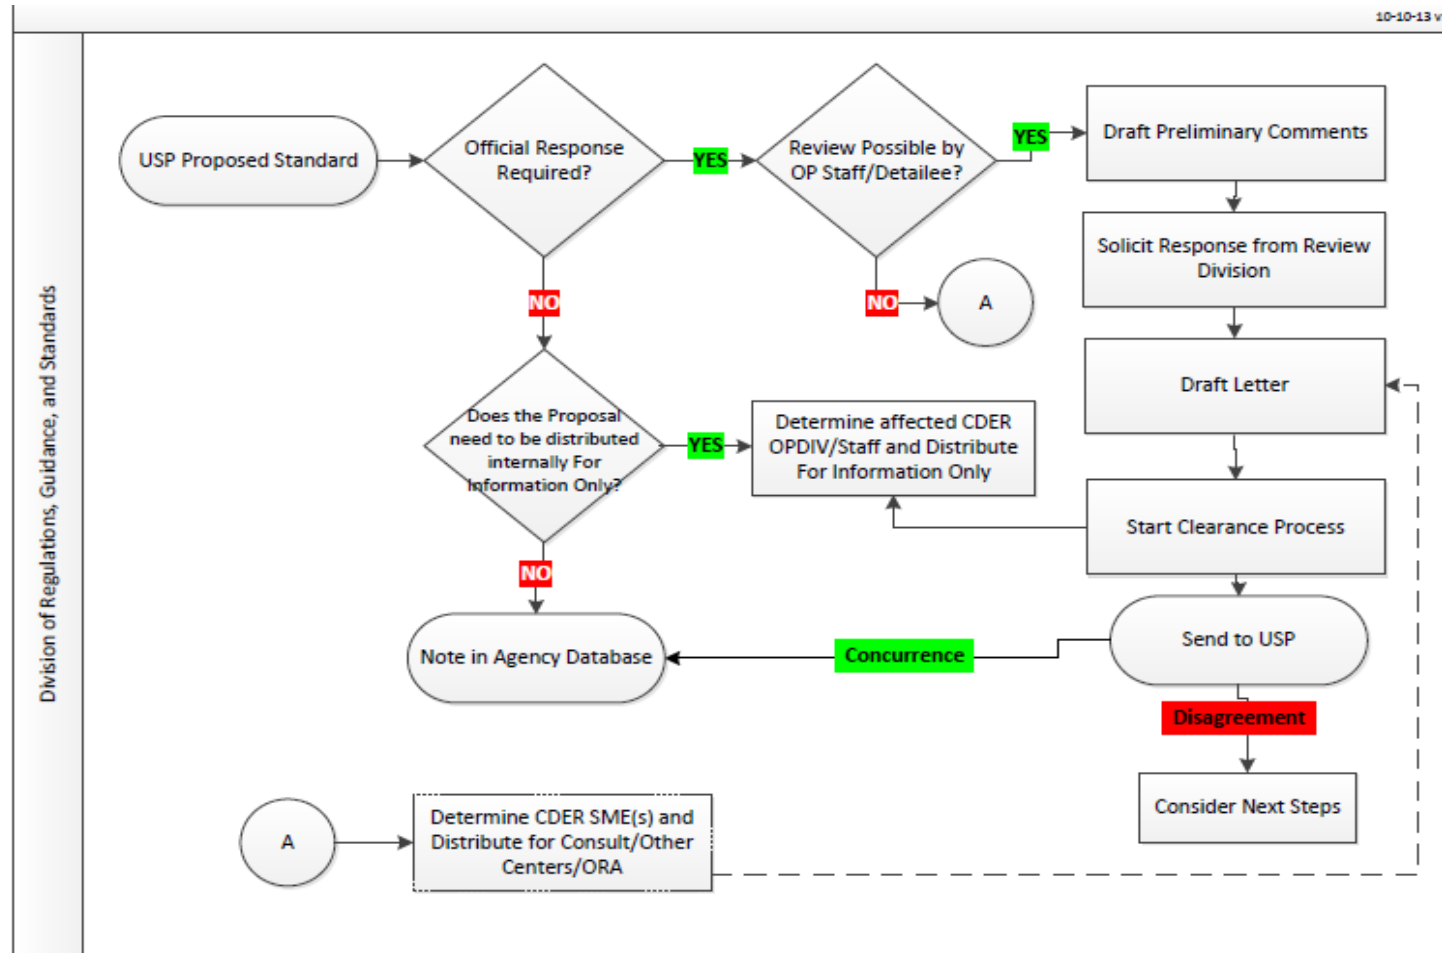 10-10-13 v
Division of Regulations, Guidance, and Standards
USP Proposed Standard
Official Response
Required?
YES
Review Possible by
OP Staff/Detailee?
YES
Draft Preliminary Comments
Solicit Response from Review
Division
NO
NO
A
Draft Letter
Does the Proposal
need to be distributed
internally For
Information Only?
YES
Determine affected CDER
OPDIV/Staff and Distribute
For Information Only
Start Clearance Process
NO
Note in Agency Database
Concurrence
Send to USP
Disagreement
Consider Next Steps
A
Determine CDER SME(s) and
Distribute for Consult/Other
Centers/ORA